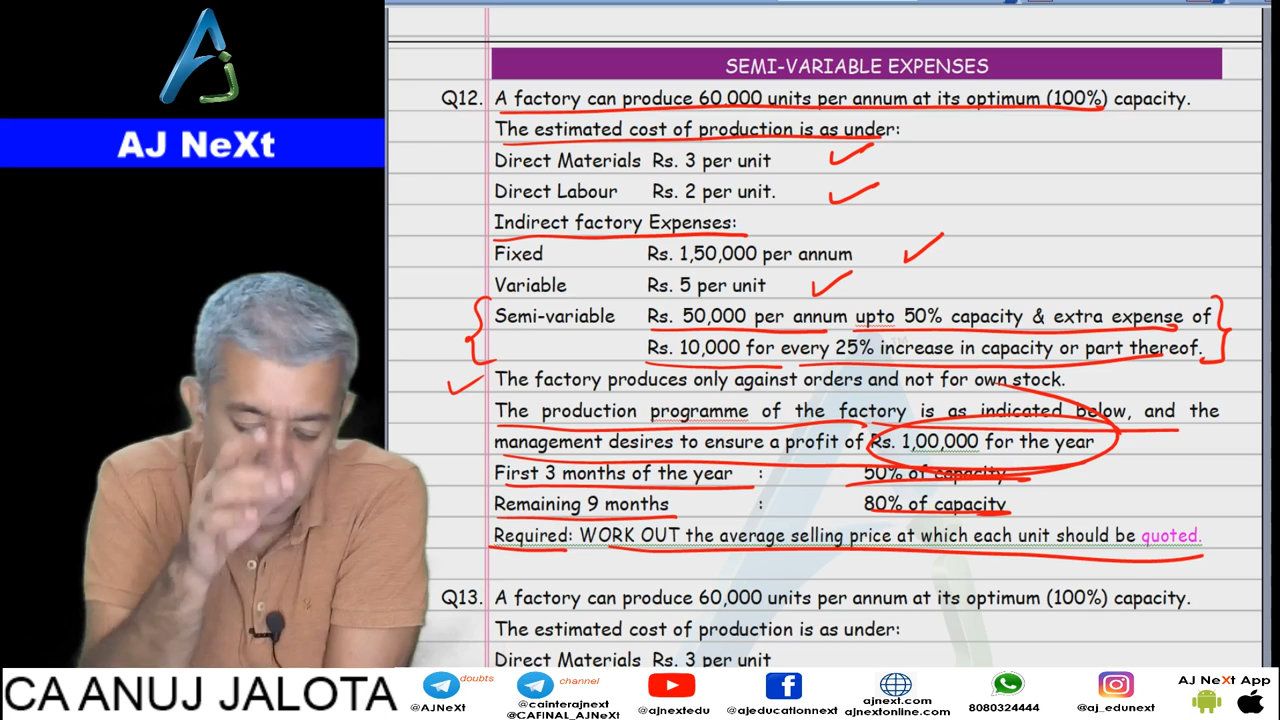 SEMI-VARIABLE EXPENSES
Q12. A factory can produce 60,000 units per annum at its optimum (100%) capacity.
The estimated cost of production is as under:
Direct Materials Rs. 3 per unit
Direct Labour Rs. 2 per unit.
Indirect factory Expenses:
Fixed Rs. 1,50,000 per annum
Variable Rs. 5 per unit
Semi-variable Rs. 50,000 per annum upto 50% capacity & extra expense of
Rs. 10,000 for every 25% increase in capacity or part thereof.
The factory produces only against orders and not for own stock.
The production programme of the factory is as indicated below, and the
management desires to ensure a profit of Rs. 1,00,000 for the year
First 3 months of the year : 50% of capacity
Remaining 9 months : 80% of capacity
Required: WORK OUT the average selling price at which each unit should be quoted.
Q13. A factory can produce 60,000 units per annum at its optimum (100%) capacity.
The estimated cost of production is as under:
Direct Materials Rs. 3 per unit
AJ NeXt
CA ANUJ JALOTA
doubts
@AJNeXt
channel
@cainterajnext
@CAFINAL_AJNeXt
@ajnextedu
@ajeducationnext
ajnext.com
ajnextonline.com
8080324444
@aj_edunext
AJ NeXt App